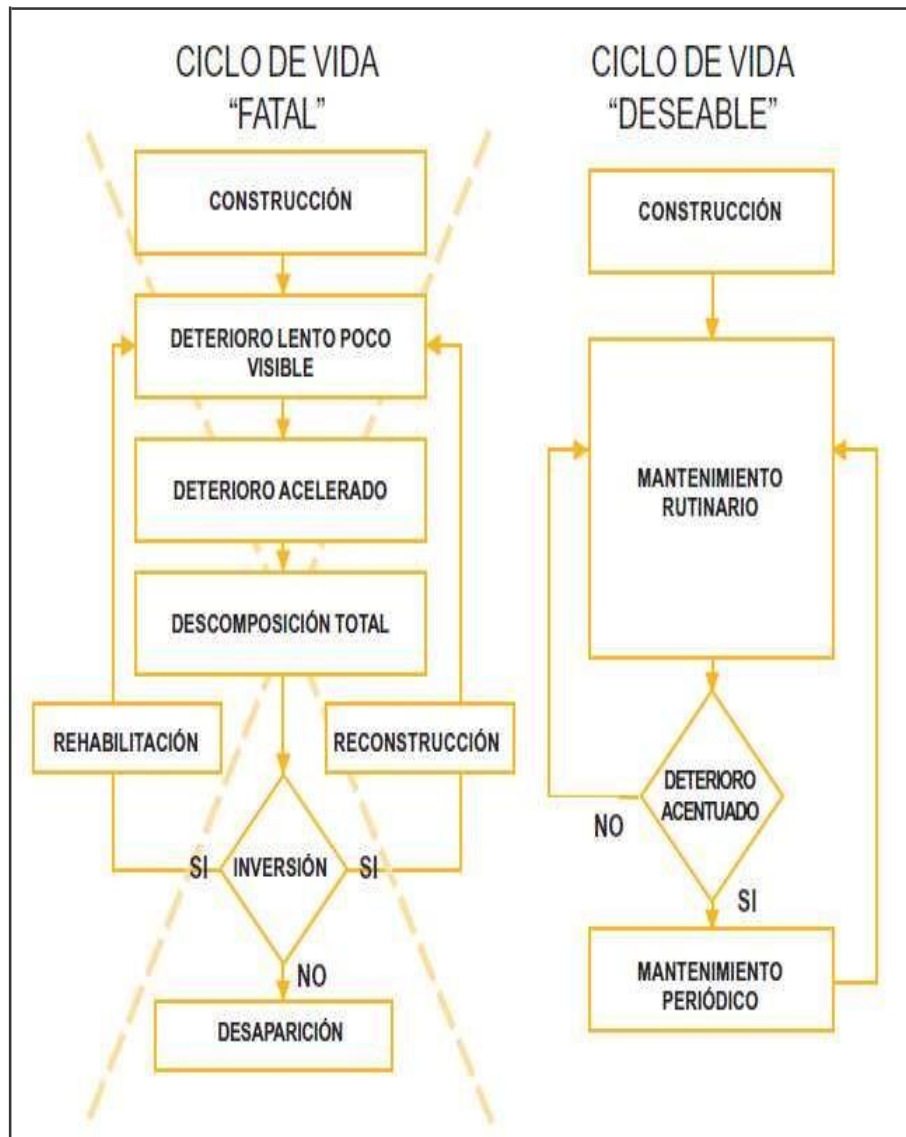 CICLO DE VIDA
“FATAL”
CONSTRUCCIÓN
DETERIORO LENTO POCO
VISIBLE
DETERIORO ACELERADO
DESCOMPOSICIÓN TOTAL
REHABILITACIÓN
RECONSTRUCCIÓN
SI
INVERSIÓN
SI
NO
DESAPARICIÓN
CICLO DE VIDA
“DESEABLE”
CONSTRUCCIÓN
MANTENIMIENTO
RUTINARIO
DETERIORO
ACENTUADO
NO
SI
MANTENIMIENTO
PERIÓDICO